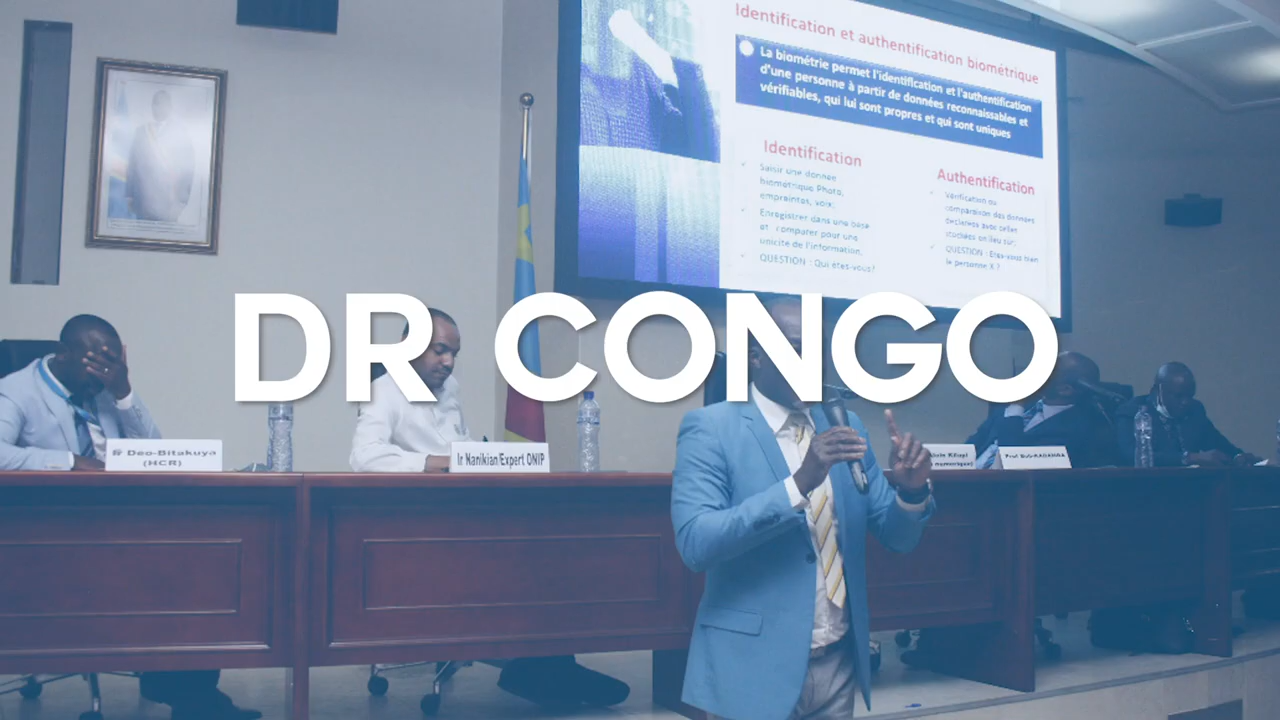 Identification et authentification biométrique
La biométrie permet l'identification et l'authentification
d'une personne à partir de données reconnaissables et
vérifiables, qui lui sont propres et qui sont uniques
Identification
Saisir une donnée
biométrique Photo,
empreintes, voix;
Enregistrer dans une base
et comparer pour une
unicité de l'information,
QUESTION : Qui êtes-vous?
Authentification
Vérification ou
comparaison des données
déclarées avec celles
stockées en lieu sûr;
QUESTION : Etes-vous bien
la personne X ?
DR CONGO
Deo-Bitakuya
(HCR)
Ir Nanikian/Expert ONIP
Kilapi
numérique)
Prof